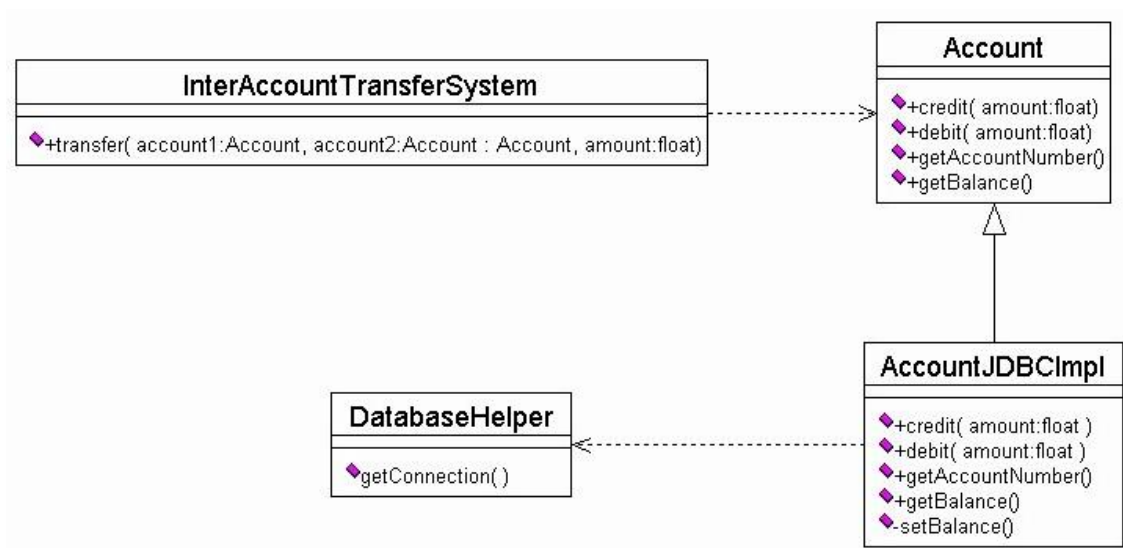 InterAccountTransferSystem
+transfer( account1:Account, account2:Account : Account, amount:float)
Account
+credit( amount:float)
+debit( amount:float)
+getAccountNumber()
+getBalance()
DatabaseHelper
getConnection( )
AccountJDBCImpl
+credit( amount:float )
+debit( amount:float )
+getAccountNumber()
+getBalance()
-setBalance()